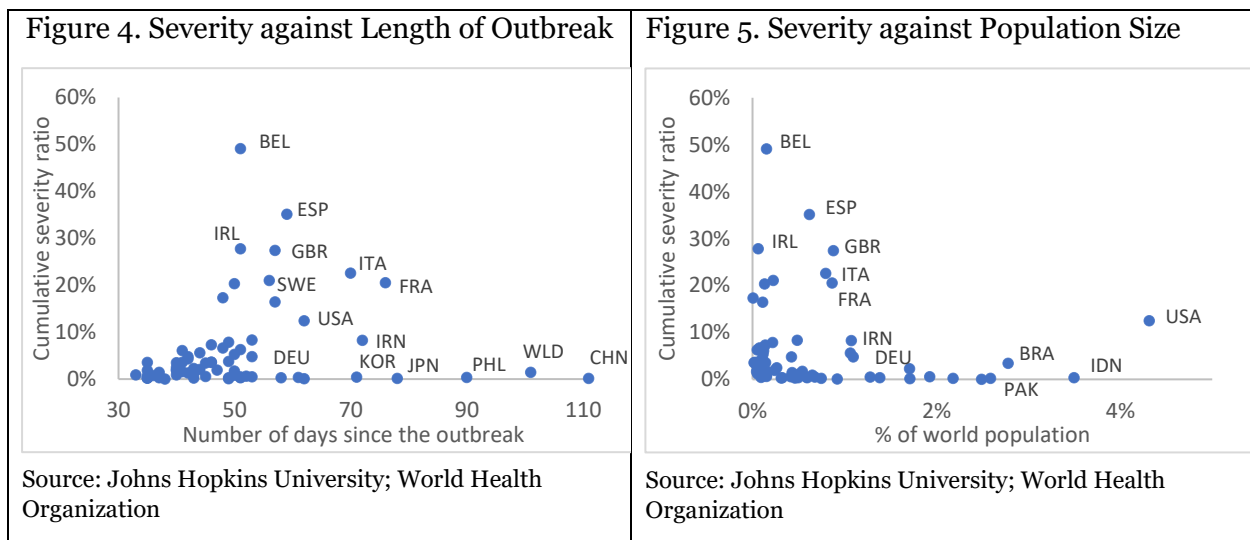 Figure 4. Severity against Length of Outbreak
Cumulative severity ratio
60%
50%
40%
30%
20%
10%
0%
BEL
ESP
IRL
GBR
ITA
SWE
FRA
USA
IRN
DEU
KOR
JPN
PHL
WLD
CHN
30
50
70
90
110
Number of days since the outbreak
Source: Johns Hopkins University; World Health
Organization
Figure 5. Severity against Population Size
Cumulative severity ratio
60%
50%
40%
30%
20%
10%
0%
BEL
ESP
IRL
GBR
ITA
FRA
USA
IRN
DEU
BRA
IDN
PAK
0%
2%
4%
% of world population
Source: Johns Hopkins University; World Health
Organization